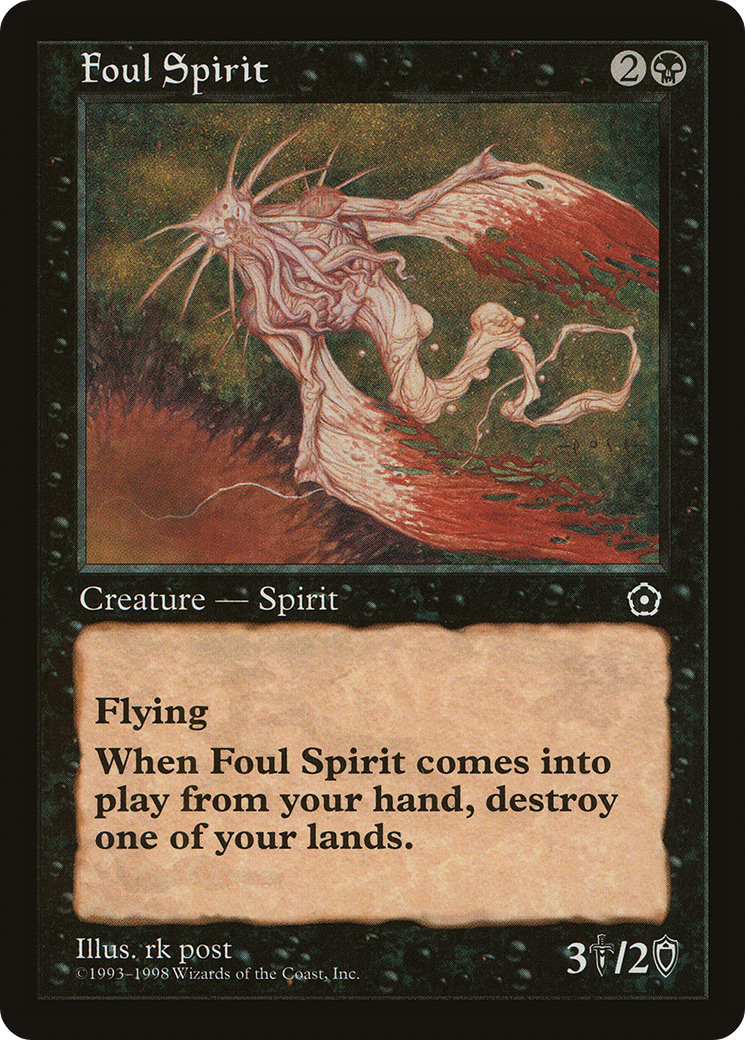 Foul Spirit 2
Creature — Spirit
Flying
When Foul Spirit comes into
play from your hand, destroy
one of your lands.
Illus. rk post
©1993-1998 Wizards of the Coast, Inc.
3/2